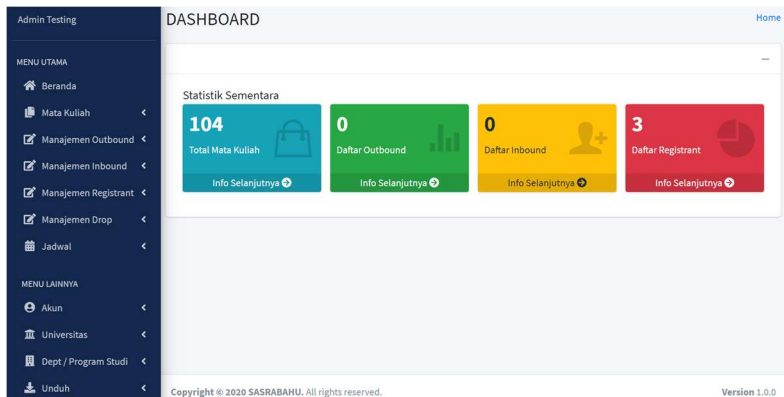 Admin Testing
MENU UTAMA
Beranda
Mata Kuliah
Manajemen Outbound
Manajemen Inbound
Manajemen Registrant
Manajemen Drop
Jadwal
MENU LAINNYA
Akun
Universitas
Dept / Program Studi
Unduh
DASHBOARD
Home
Statistik Sementara
104
Total Mata Kuliah
Info Selanjutnya
0
Daftar Outbound
Info Selanjutnya
0
Daftar Inbound
Info Selanjutnya
3
Daftar Registrant
Info Selanjutnya
Copyright © 2020 SASRABAHU. All rights reserved.
Version 1.0.0